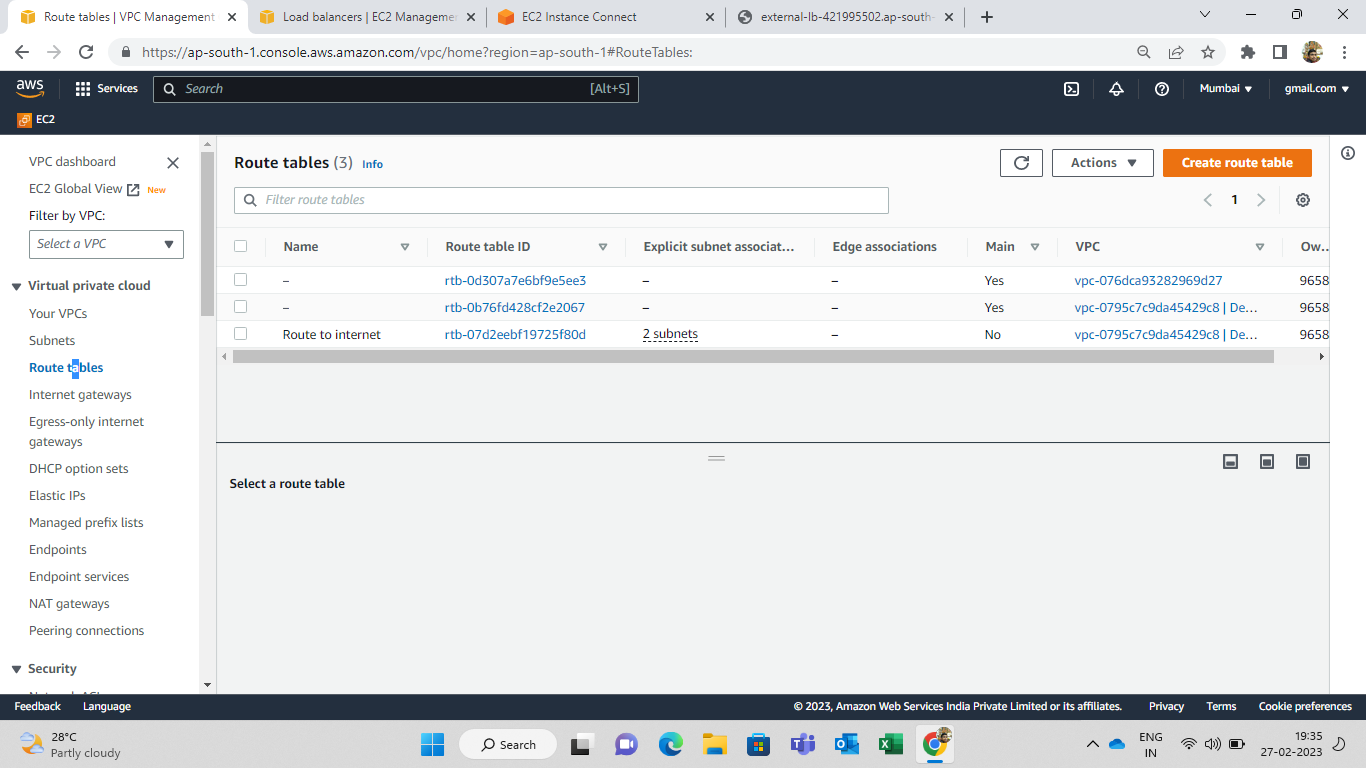 Route tables | VPC Management
Load balancers | EC2 Manageme
EC2 Instance Connect
external-lb-421995502.ap-south-
https://ap-south-1.console.aws.amazon.com/vpc/home?region=ap-south-1#RouteTables:
aws
Services
Search
[Alt+S]
Mumbai
gmail.com
EC2
VPC dashboard
EC2 Global View New
Filter by VPC:
Select a VPC
Virtual private cloud
Your VPCs
Subnets
Route tables
Internet gateways
Egress-only internet
gateways
DHCP option sets
Elastic IPs
Managed prefix lists
Endpoints
Endpoint services
NAT gateways
Peering connections
Security
Route tables (3) Info
Actions
Create route table
Filter route tables
1
Name Route table ID Explicit subnet associat... Edge associations Main VPC Ow...
– rtb-0d307a7e6bf9e5ee3 – – Yes vpc-076dca93282969d27 9658
– rtb-0b76fd428cf2e2067 – – Yes vpc-0795c7c9da45429c8 | De... 9658
Route to internet rtb-07d2eebf19725f80d 2 subnets – No vpc-0795c7c9da45429c8 | De... 9658
Select a route table
Feedback Language © 2023, Amazon Web Services India Private Limited or its affiliates. Privacy Terms Cookie preferences
28°C
Partly cloudy
Search
ENG
IN
19:35
27-02-2023